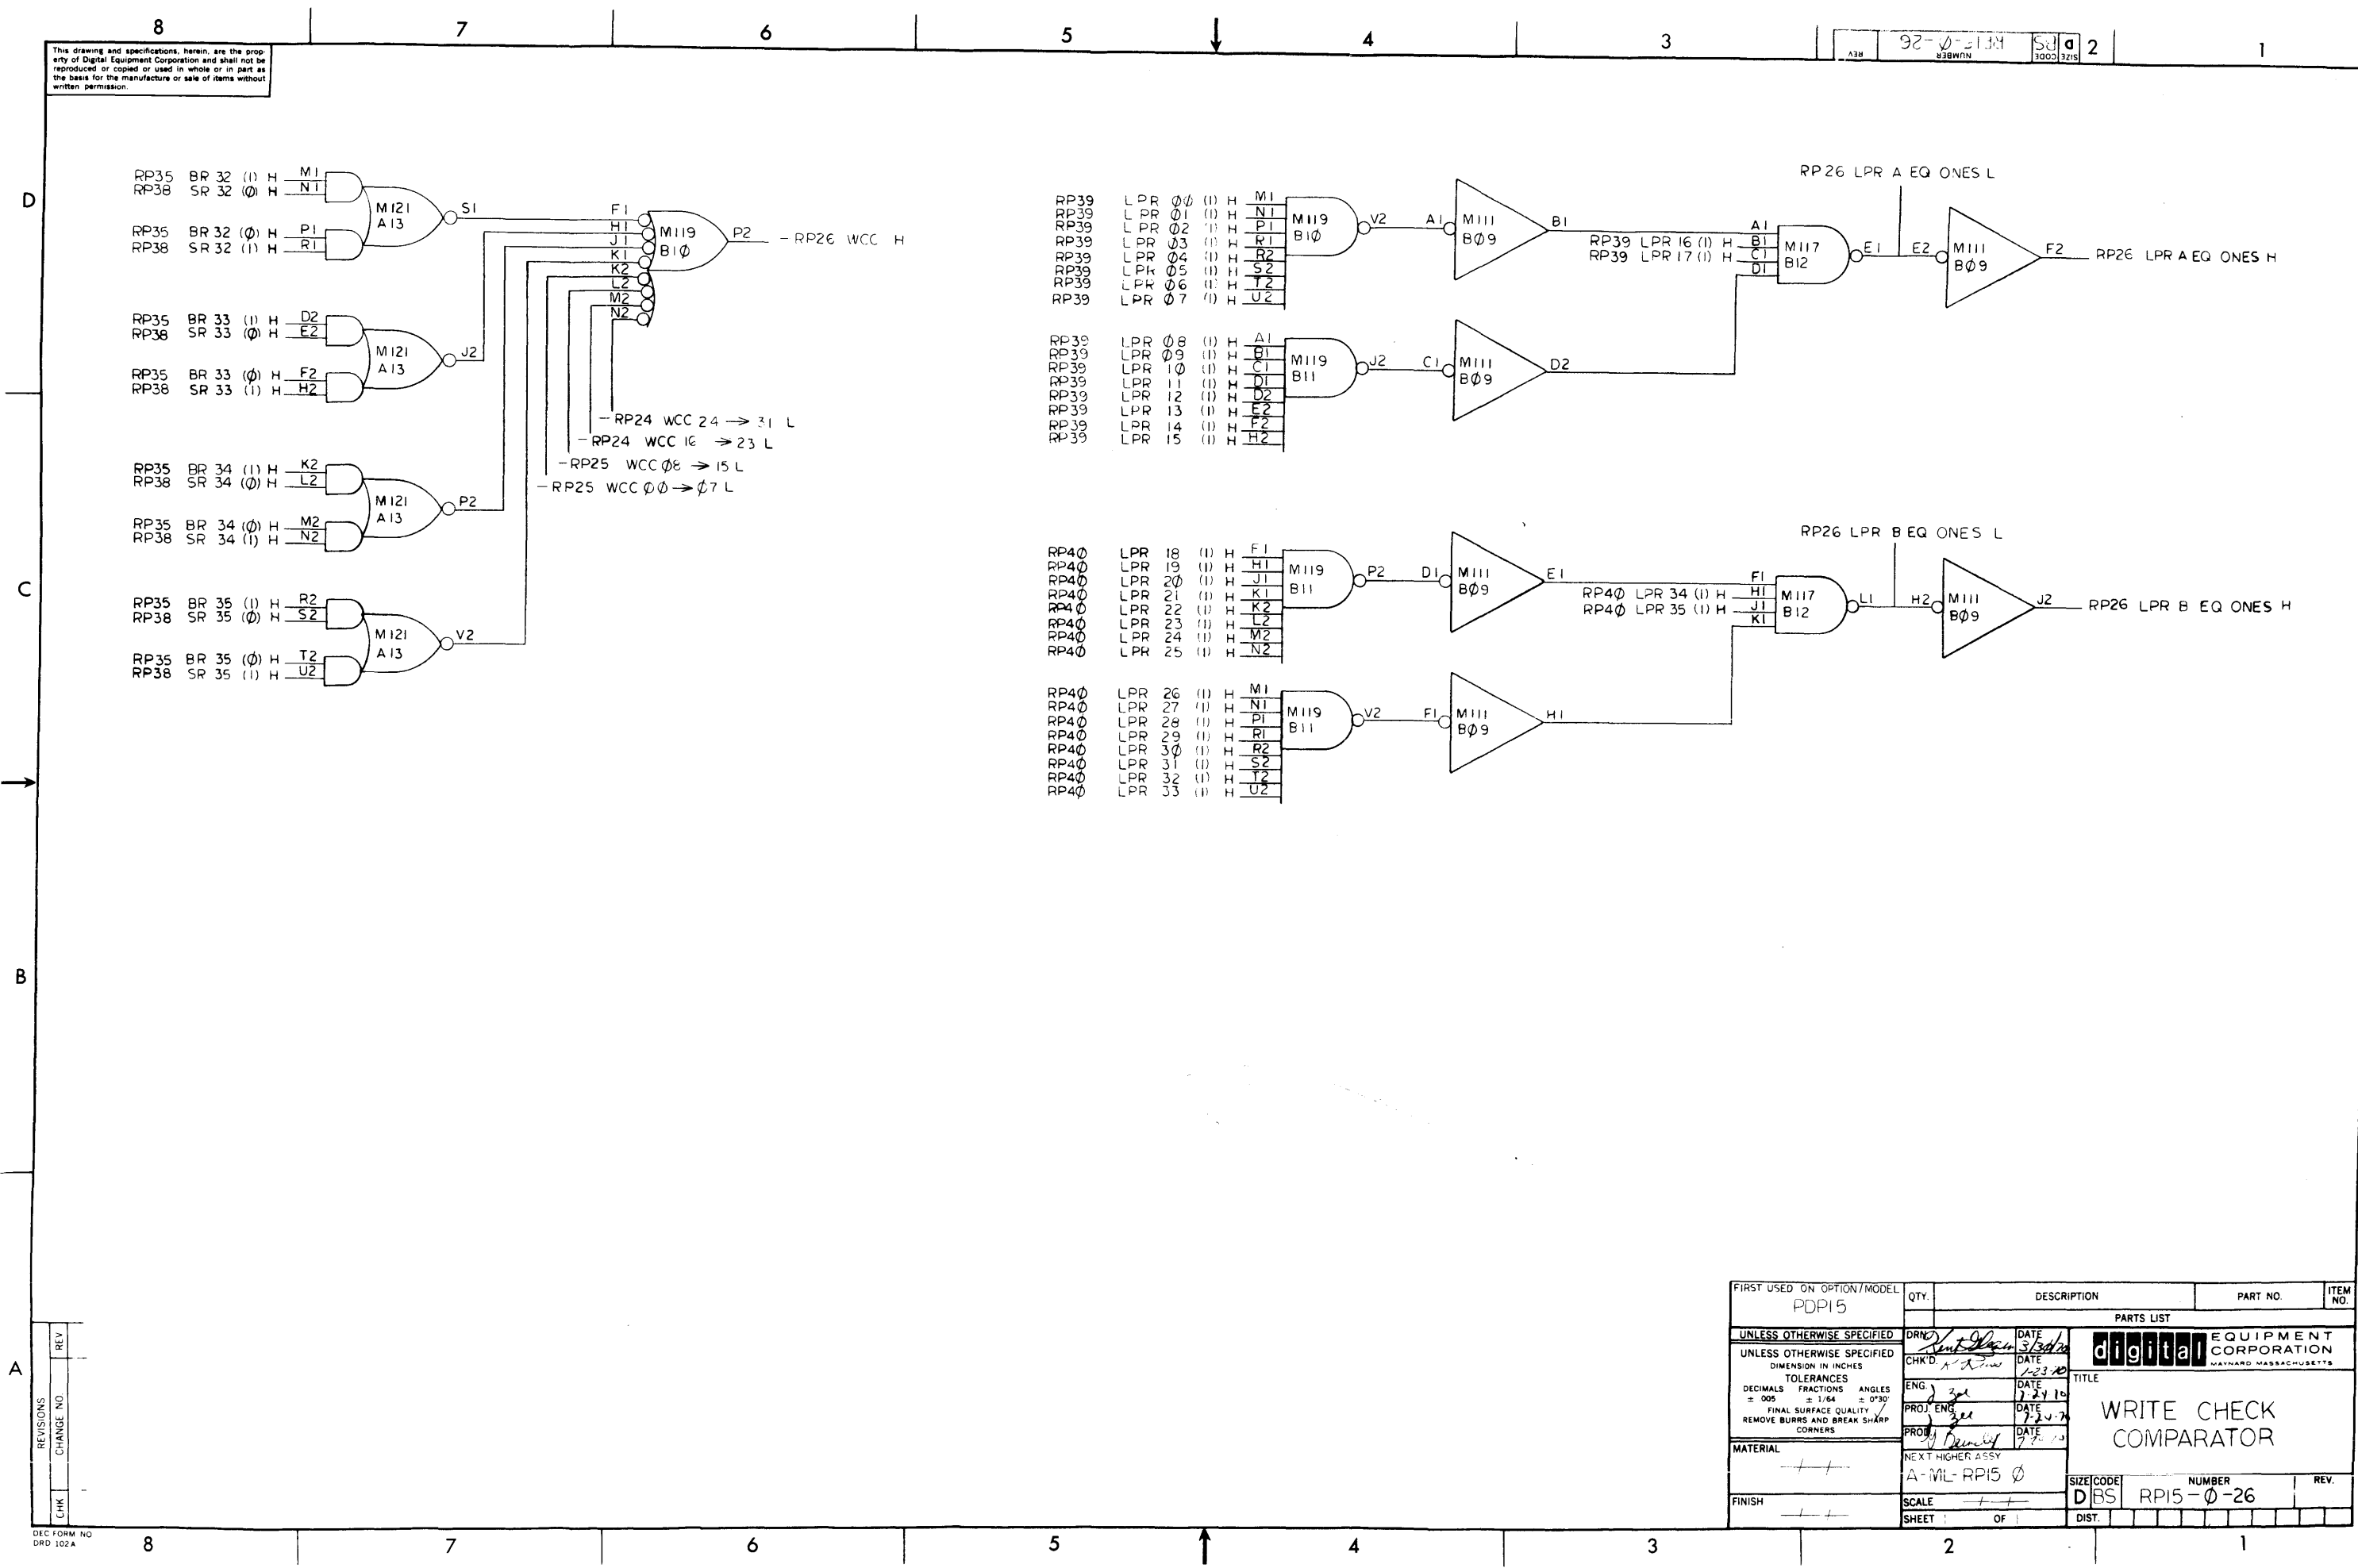 8 7 6 5 4 3 2 1
This drawing and specifications, herein, are the prop-
erty of Digital Equipment Corporation and shall not be
reproduced or copied or used in whole or in part as
the basis for the manufacture or sale of items without
written permission.
SIZE CODE NUMBER REV
D BS RP15-Ø-26
D
C
B
A
RP35 BR 32 (1) H M1
RP38 SR 32 (Ø) H N1
RP35 BR 32 (Ø) H P1
RP38 SR 32 (1) H R1
M121
A13
S1
RP35 BR 33 (1) H D2
RP38 SR 33 (Ø) H E2
RP35 BR 33 (Ø) H F2
RP38 SR 33 (1) H H2
M121
A13
J2
RP35 BR 34 (1) H K2
RP38 SR 34 (Ø) H L2
RP35 BR 34 (Ø) H M2
RP38 SR 34 (1) H N2
M121
A13
P2
RP35 BR 35 (1) H R2
RP38 SR 35 (Ø) H S2
RP35 BR 35 (Ø) H T2
RP38 SR 35 (1) H U2
M121
A13
V2
F1
H1
J1
K1
K2
L2
M2
N2
M119
B1Ø
P2
- RP26 WCC H
- RP24 WCC 24 → 31 L
- RP24 WCC 16 → 23 L
- RP25 WCC Ø8 → 15 L
- RP25 WCC ØØ → Ø7 L
RP39 LPR ØØ (1) H M1
RP39 LPR Ø1 (1) H N1
RP39 LPR Ø2 (1) H P1
RP39 LPR Ø3 (1) H R1
RP39 LPR Ø4 (1) H R2
RP39 LPR Ø5 (1) H S2
RP39 LPR Ø6 (1) H T2
RP39 LPR Ø7 (1) H U2
M119
B1Ø
V2 A1
M111
BØ9
B1
RP39 LPR Ø8 (1) H A1
RP39 LPR Ø9 (1) H B1
RP39 LPR 1Ø (1) H C1
RP39 LPR 11 (1) H D1
RP39 LPR 12 (1) H D2
RP39 LPR 13 (1) H E2
RP39 LPR 14 (1) H F2
RP39 LPR 15 (1) H H2
M119
B11
J2 C1
M111
BØ9
D2
A1
RP39 LPR 16 (1) H B1
RP39 LPR 17 (1) H C1
D1
M117
B12
E1 E2
RP26 LPR A EQ ONES L
M111
BØ9
F2 RP26 LPR A EQ ONES H
RP4Ø LPR 18 (1) H F1
RP4Ø LPR 19 (1) H H1
RP4Ø LPR 2Ø (1) H J1
RP4Ø LPR 21 (1) H K1
RP4Ø LPR 22 (1) H K2
RP4Ø LPR 23 (1) H L2
RP4Ø LPR 24 (1) H M2
RP4Ø LPR 25 (1) H N2
M119
B11
P2 D1
M111
BØ9
E1
RP4Ø LPR 26 (1) H M1
RP4Ø LPR 27 (1) H N1
RP4Ø LPR 28 (1) H P1
RP4Ø LPR 29 (1) H R1
RP4Ø LPR 3Ø (1) H R2
RP4Ø LPR 31 (1) H S2
RP4Ø LPR 32 (1) H T2
RP4Ø LPR 33 (1) H U2
M119
B11
V2 F1
M111
BØ9
H1
F1
RP4Ø LPR 34 (1) H H1
RP4Ø LPR 35 (1) H J1
K1
M117
B12
L1 H2
RP26 LPR B EQ ONES L
M111
BØ9
J2 RP26 LPR B EQ ONES H
FIRST USED ON OPTION/MODEL
PDP15
QTY. DESCRIPTION PART NO. ITEM NO.
PARTS LIST
UNLESS OTHERWISE SPECIFIED
UNLESS OTHERWISE SPECIFIED
DIMENSION IN INCHES
TOLERANCES
DECIMALS FRACTIONS ANGLES
± .005 ± 1/64 ± 0°30'
FINAL SURFACE QUALITY
REMOVE BURRS AND BREAK SHARP
CORNERS
MATERIAL
FINISH
DRN. DATE
CHK'D. DATE
ENG. DATE
PROJ. ENG. DATE
PROD. DATE
NEXT HIGHER ASSY
A-ML-RP15 Ø
SCALE
SHEET OF
digital EQUIPMENT
CORPORATION
MAYNARD MASSACHUSETTS
TITLE
WRITE CHECK
COMPARATOR
SIZE CODE NUMBER REV.
D BS RP15-Ø-26
DIST.
REVISIONS
CHK CHANGE NO. REV
DEC FORM NO
DRD 102A
8 7 6 5 4 3 2 1